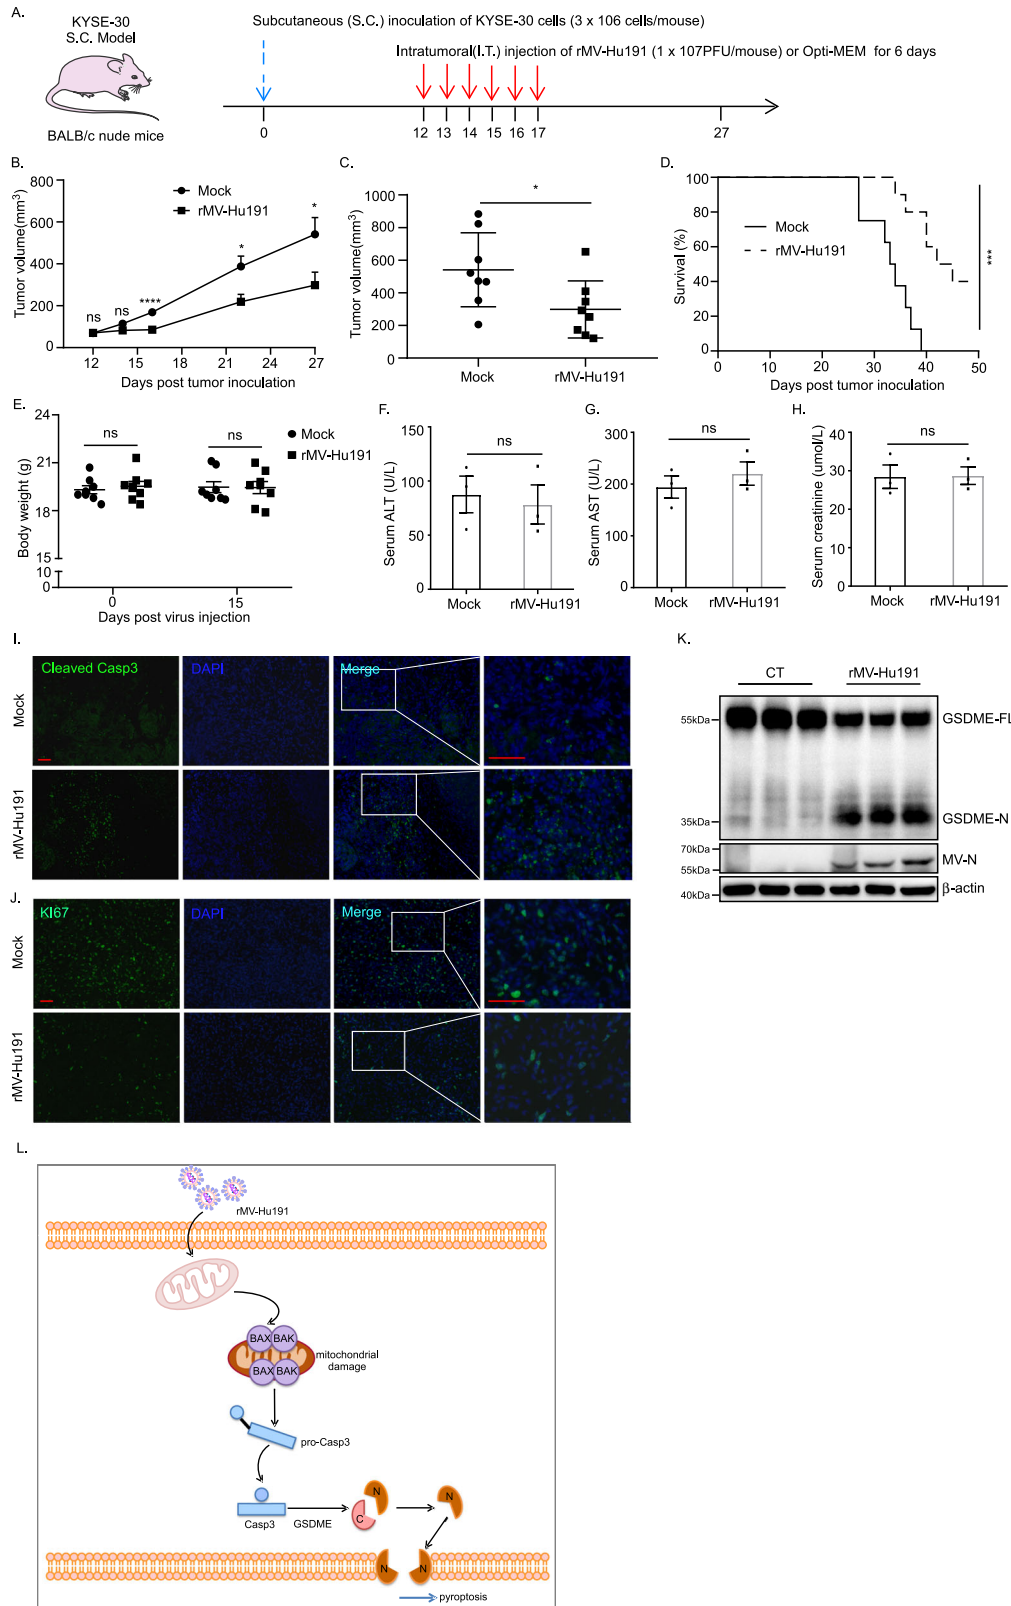 A.
KYSE-30
S.C. Model
BALB/c nude mice
Subcutaneous (S.C.) inoculation of KYSE-30 cells (3 x 106 cells/mouse)
Intratumoral(I.T.) injection of rMV-Hu191 (1 x 107PFU/mouse) or Opti-MEM for 6 days
0 12 13 14 15 16 17 27
B.
Tumor volume(mm3)
800
600
400
200
0
Mock
rMV-Hu191
ns ns **** * *
12 15 18 21 24 27
Days post tumor inoculation
C.
Tumor volume(mm3)
1000
800
600
400
200
0
*
Mock rMV-Hu191
D.
Survival (%)
100
80
60
40
20
0
Mock
rMV-Hu191
***
0 10 20 30 40 50
Days post tumor inoculation
E.
Body weight (g)
24
21
18
15
10
0
ns ns
Mock
rMV-Hu191
0 15
Days post virus injection
F.
Serum ALT (U/L)
150
100
50
0
ns
Mock rMV-Hu191
G.
Serum AST (U/L)
300
200
100
0
ns
Mock rMV-Hu191
H.
Serum creatinine (umol/L)
40
30
20
10
0
ns
Mock rMV-Hu191
I.
Cleaved Casp3 DAPI Merge
Mock
rMV-Hu191
J.
KI67 DAPI Merge
Mock
rMV-Hu191
K.
CT rMV-Hu191
55kDa GSDME-FL
35kDa GSDME-N
70kDa
55kDa MV-N
40kDa β-actin
L.
rMV-Hu191
BAX BAK
BAX BAK
mitochondrial
damage
pro-Casp3
Casp3 GSDME
N
C
N
N N
pyroptosis